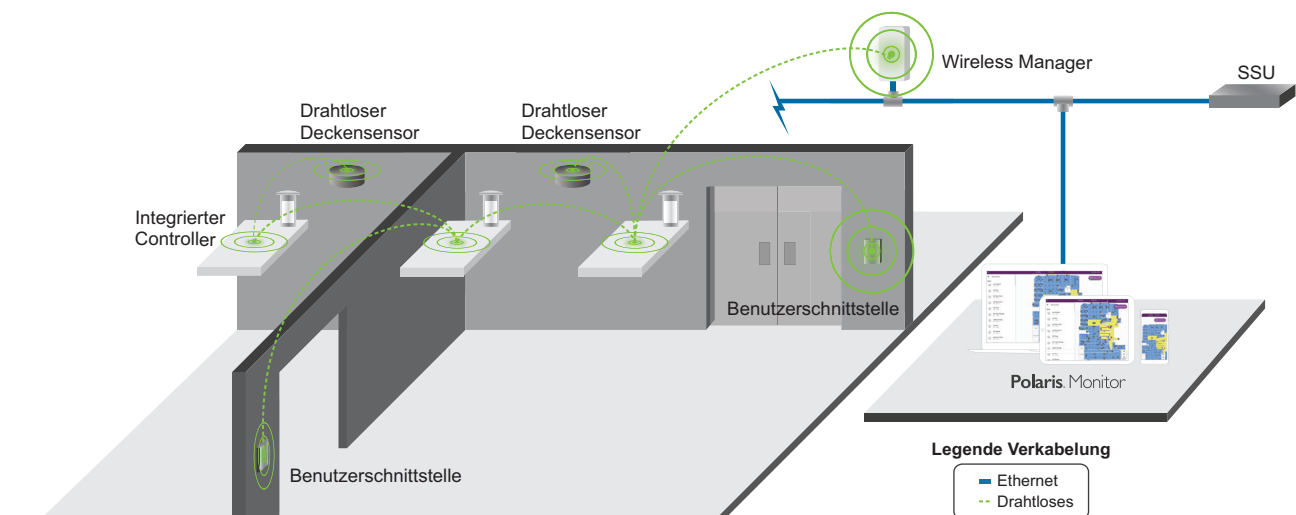 Wireless Manager
SSU
Drahtloser
Deckensensor
Drahtloser
Deckensensor
Integrierter
Controller
Benutzerschnittstelle
Polaris. Monitor
Benutzerschnittstelle
Legende Verkabelung
Ethernet
Drahtloses